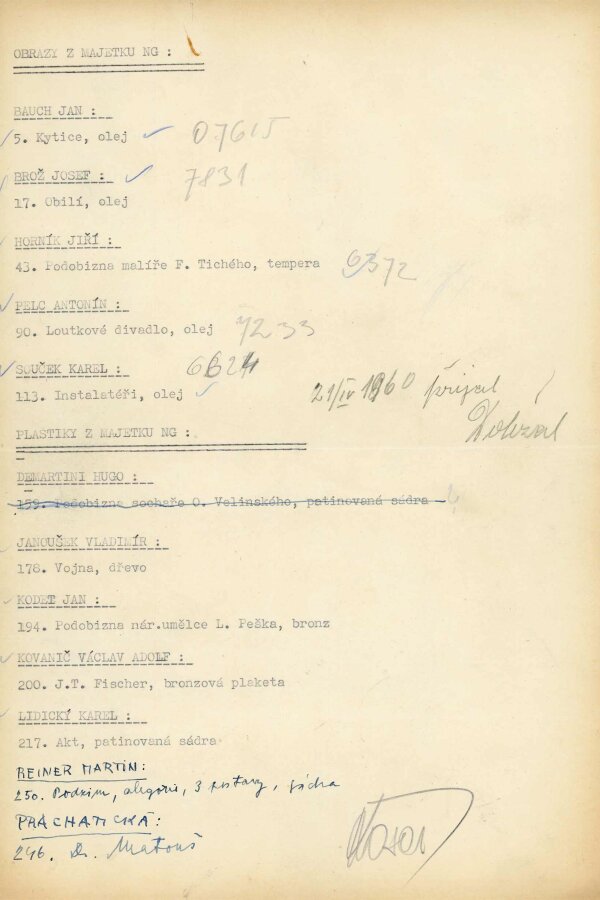 OBRAZY Z MAJETKU NG :
BAUCH JAN :
5. Kytice, olej 07615
BROŽ JOSEF : 7831
17. Obilí, olej
HORNÍK JIŘÍ :
43. Podobizna malíře F. Tichého, tempera 6372
PELC ANTONÍN :
90. Loutkové divadlo, olej 7233
SOUČEK KAREL : 6624
113. Instalatéři, olej
21/IV 1960 přijal
PLASTIKY Z MAJETKU NG :
DEMARTINI HUGO :
159. Podobizna sochaře O. Velinského, patinovaná sádra
JANOUŠEK VLADIMÍR :
178. Vojna, dřevo
KODET JAN :
194. Podobizna nár.umělce L. Peška, bronz
KOVANIČ VÁCLAV ADOLF :
200. J.T. Fischer, bronzová plaketa
LIDICKÝ KAREL :
217. Akt, patinovaná sádra
REINER MARTIN:
250. Podzim, alegorie, 3 postavy, sádra
PRACHATICKÁ:
246. Dr. Matouš